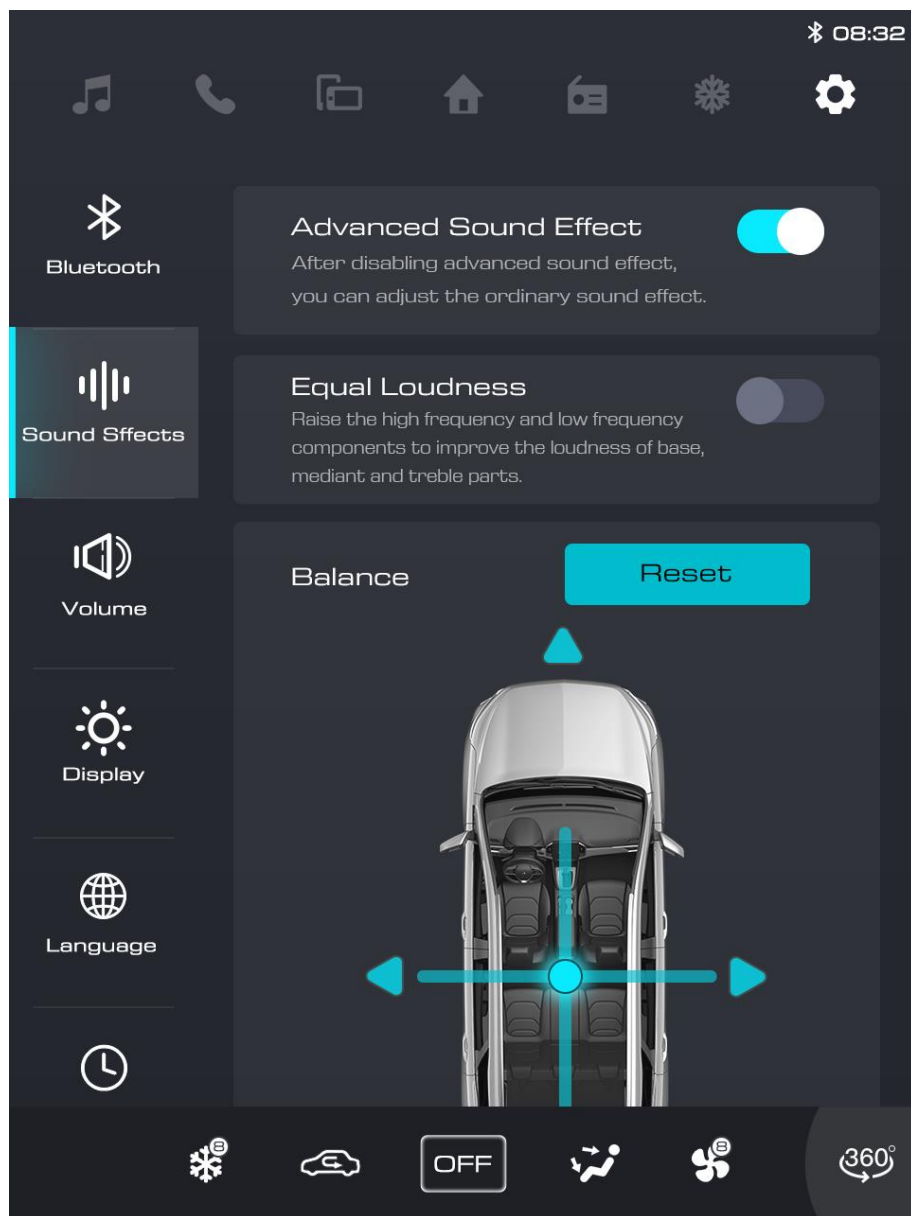 08:32
Bluetooth
Advanced Sound Effect
After disabling advanced sound effect,
you can adjust the ordinary sound effect.
Sound Sffects
Equal Loudness
Raise the high frequency and low frequency
components to improve the loudness of base,
mediant and treble parts.
Volume
Balance
Reset
Display
Language
8
OFF
8
360°